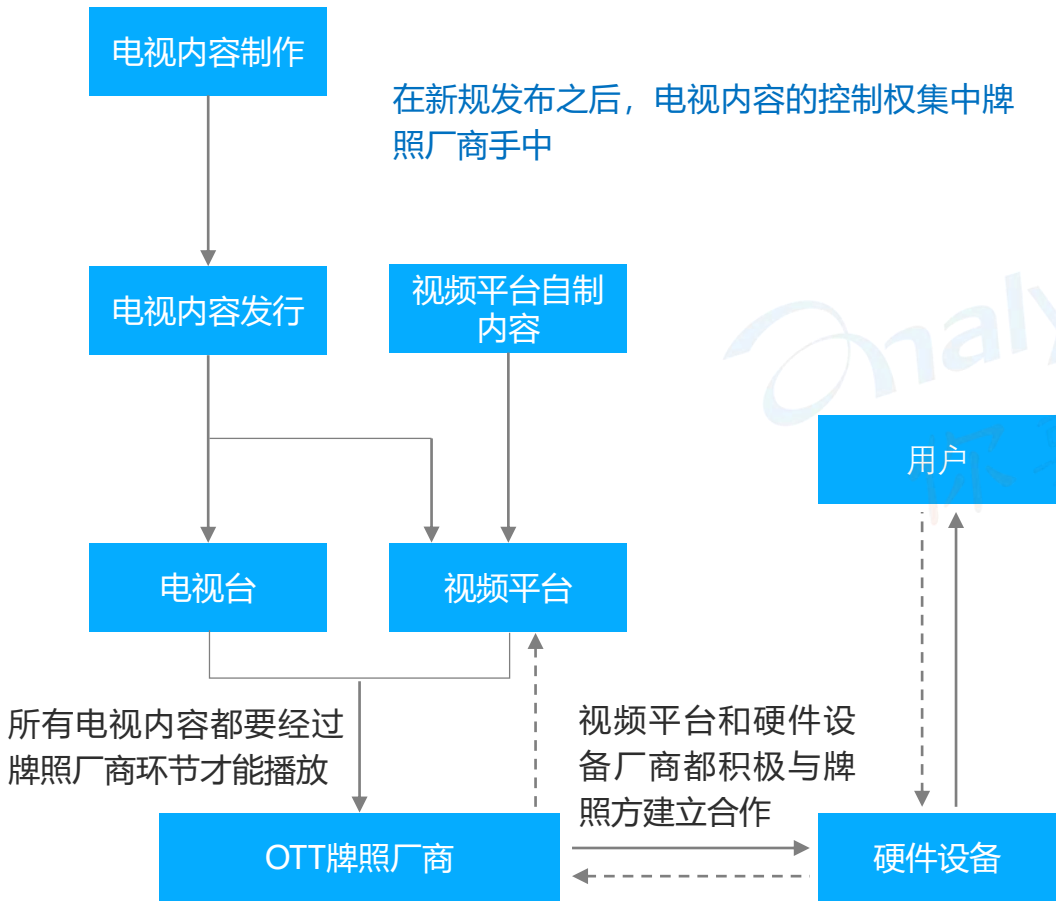 电视内容制作
在新规发布之后，电视内容的控制权集中牌
照厂商手中
电视内容发行
视频平台自制
内容
用户
电视台
视频平台
所有电视内容都要经过
牌照厂商环节才能播放
视频平台和硬件设
备厂商都积极与牌
照方建立合作
OTT牌照厂商
硬件设备